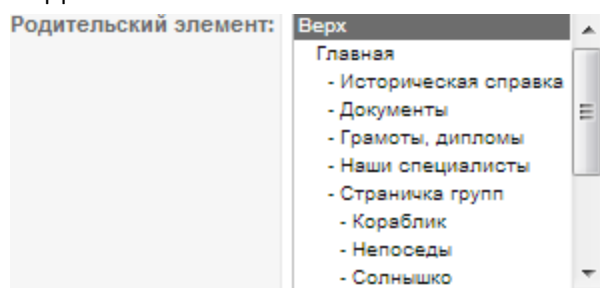 Родительский элемент:
Верх
Главная
- Историческая справка
- Документы
- Грамоты, дипломы
- Наши специалисты
- Страничка групп
- Кораблик
- Непоседы
- Солнышко